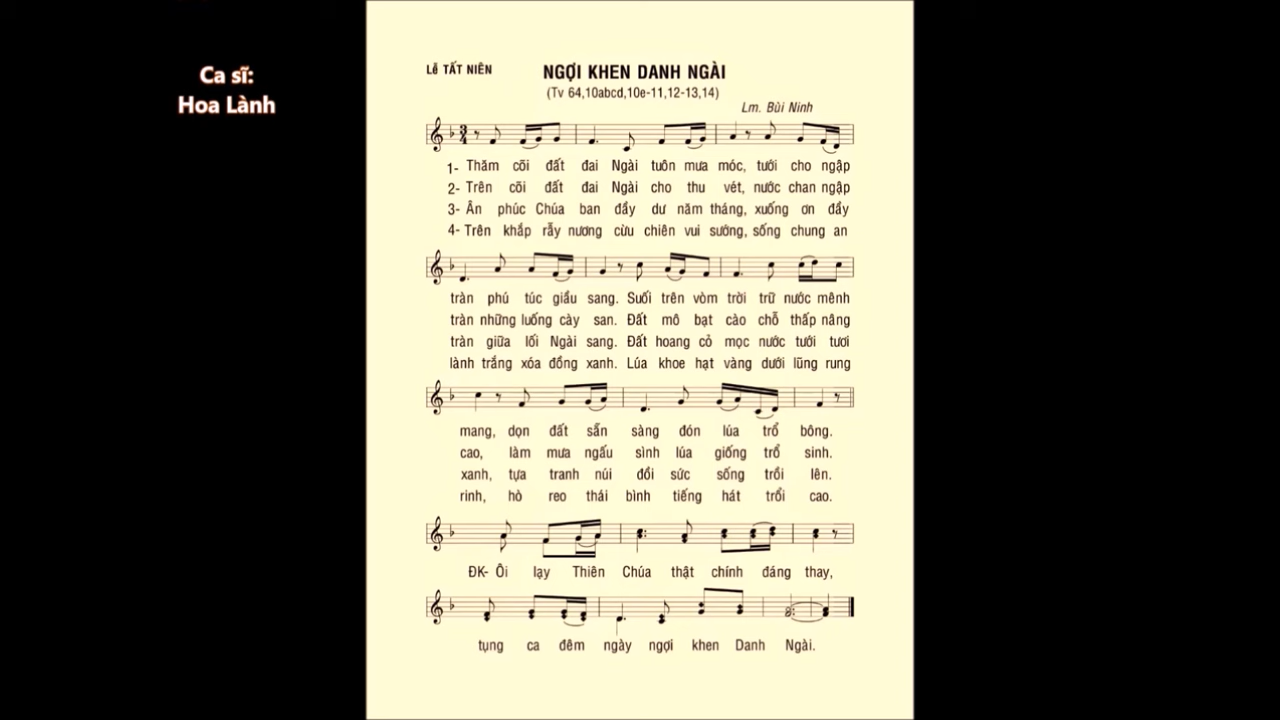 Ca sĩ:
Hoa Lành
Lễ TẤT NIÊN
NGỢI KHEN DANH NGÀI
(Tv 64,10abcd,10e-11,12-13,14)
Lm. Bùi Ninh
1- Thăm cõi đất đai Ngài tuôn mưa móc, tưới cho ngập
2- Trên cõi đất đai Ngài cho thu vét, nước chan ngập
3- Ân phúc Chúa ban đầy dư năm tháng, xuống ơn đầy
4- Trên khắp rẫy nương cừu chiên vui sướng, sống chung an
tràn phú túc giầu sang. Suối trên vòm trời trữ nước mênh
tràn những luống cày san. Đất mô bạt cào chỗ thấp nâng
tràn giữa lối Ngài sang. Đất hoang cỏ mọc nước tưới tươi
lành trắng xóa đồng xanh. Lúa khoe hạt vàng dưới lũng rung
mang, dọn đất sẵn sàng đón lúa trổ bông.
cao, làm mưa ngấu sình lúa giống trổ sinh.
xanh, tựa tranh núi đồi sức sống trồi lên.
rinh, hò reo thái bình tiếng hát trổi cao.
ĐK- Ôi lạy Thiên Chúa thật chính đáng thay,
tụng ca đêm ngày ngợi khen Danh Ngài.